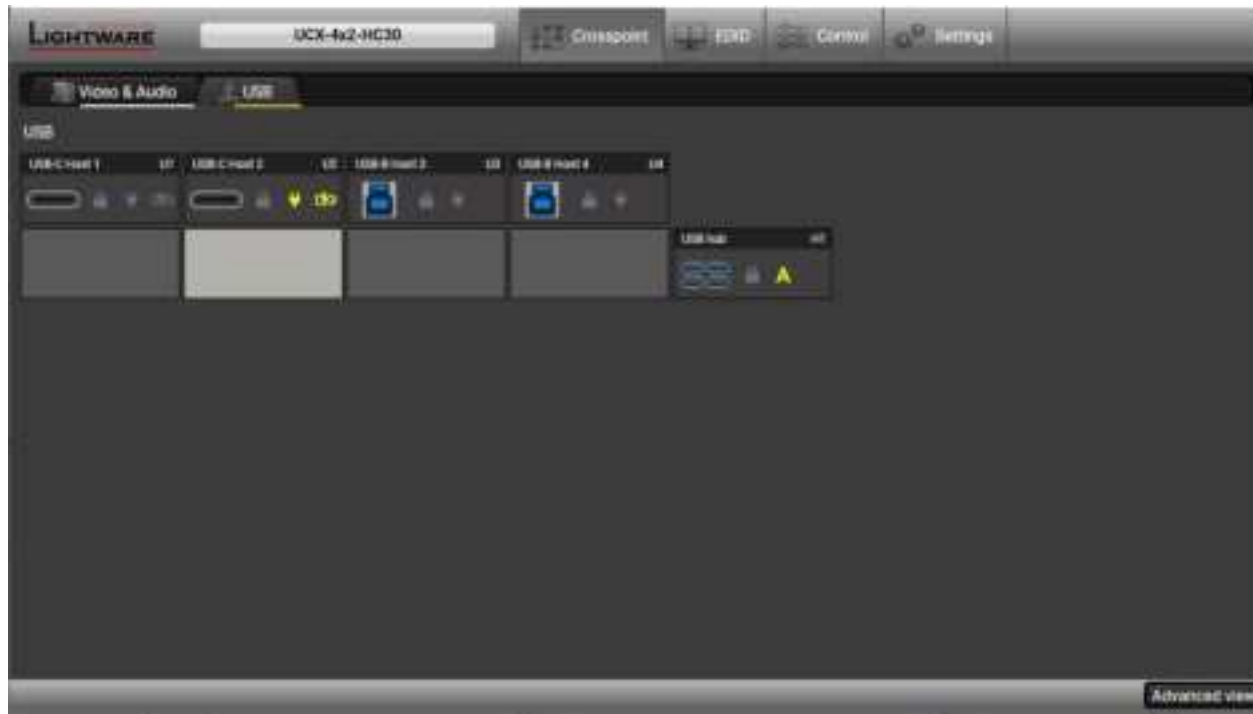 LIGHTWARE
UCX-4x2-HC30
Crosspoint
EDID
Control
Settings
Video & Audio
USB
USB
USB-C Host 1 U1
USB-C Host 2 U2
USB-B Host 3 U3
USB-B Host 4 U4
USB hub H1
A
Advanced view